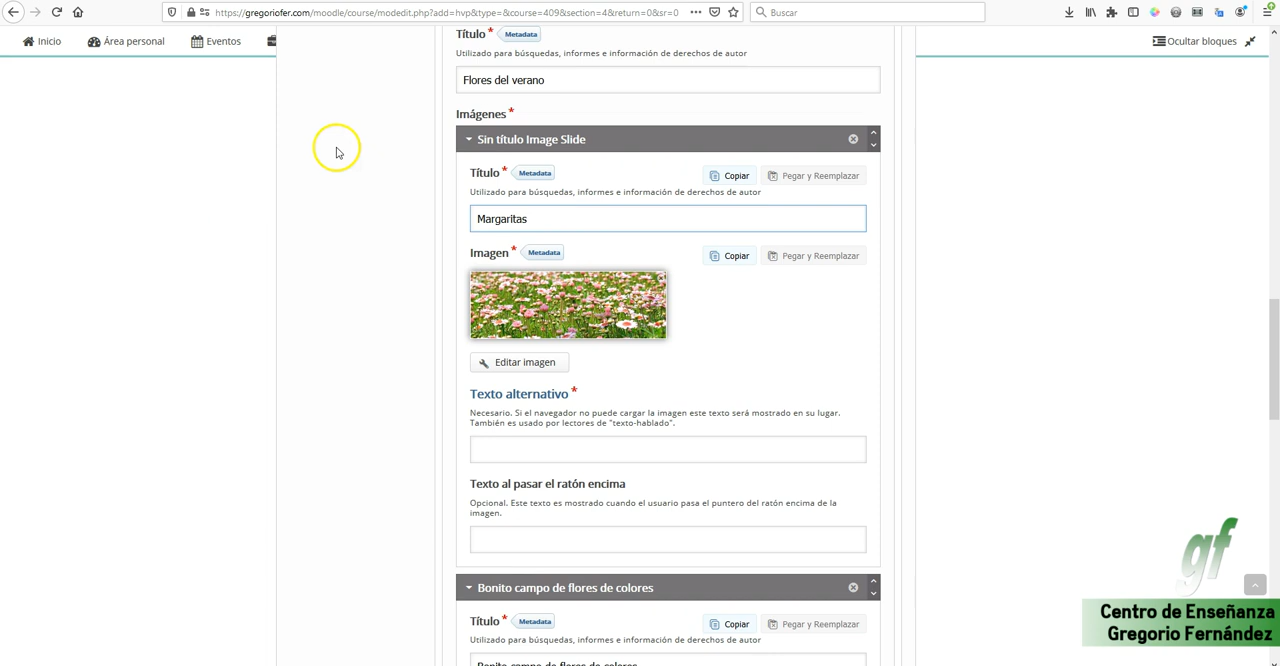 https://gregoriofer.com/moodle/course/modedit.php?add=hvp&type=&course=409&section=4&return=0&sr=0
Buscar
Inicio
Área personal
Eventos
Ocultar bloques
Título * Metadata
Utilizado para búsquedas, informes e información de derechos de autor
Flores del verano
Imágenes *
Sin título Image Slide
Título * Metadata Copiar Pegar y Reemplazar
Utilizado para búsquedas, informes e información de derechos de autor
Margaritas
Imagen * Metadata Copiar Pegar y Reemplazar
Editar imagen
Texto alternativo *
Necesario. Si el navegador no puede cargar la imagen este texto será mostrado en su lugar.
También es usado por lectores de "texto-hablado".
Texto al pasar el ratón encima
Opcional. Este texto es mostrado cuando el usuario pasa el puntero del ratón encima de la
imagen.
gf
Bonito campo de flores de colores
Centro de Enseñanza
Gregorio Fernández
Título * Metadata Copiar Pegar y Reemplazar
Utilizado para búsquedas, informes e información de derechos de autor
Bonito campo de flores de colores